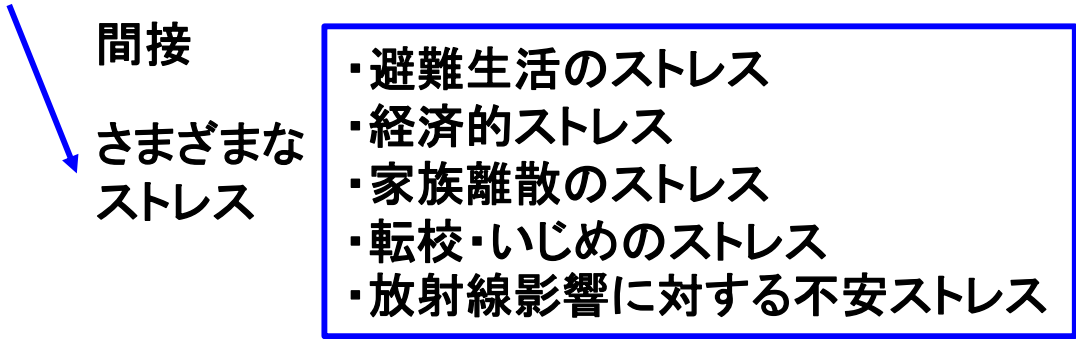 間接
さまざまな
ストレス
・避難生活のストレス
・経済的ストレス
・家族離散のストレス
・転校・いじめのストレス
・放射線影響に対する不安ストレス